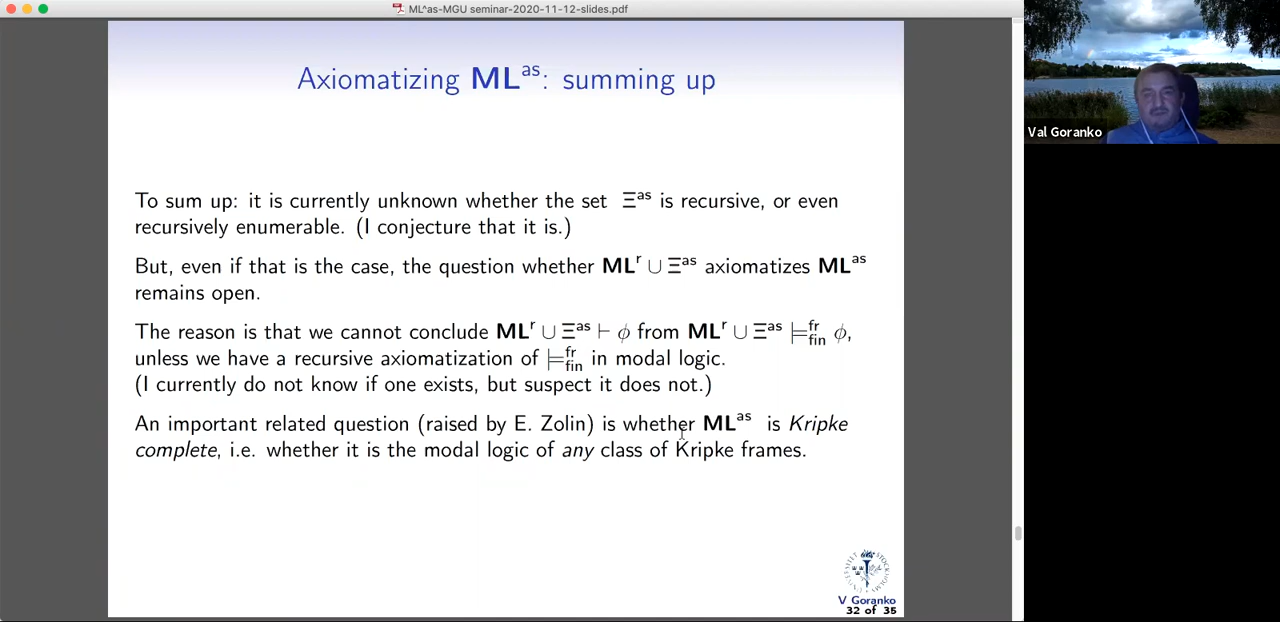 ML^as-MGU seminar-2020-11-12-slides.pdf
Axiomatizing ML^as: summing up
To sum up: it is currently unknown whether the set Ξ^as is recursive, or even
recursively enumerable. (I conjecture that it is.)
But, even if that is the case, the question whether ML^r ∪ Ξ^as axiomatizes ML^as
remains open.
The reason is that we cannot conclude ML^r ∪ Ξ^as ⊢ ϕ from ML^r ∪ Ξ^as ⊨^fr_fin ϕ,
unless we have a recursive axiomatization of ⊨^fr_fin in modal logic.
(I currently do not know if one exists, but suspect it does not.)
An important related question (raised by E. Zolin) is whether ML^as is Kripke
complete, i.e. whether it is the modal logic of any class of Kripke frames.
V Goranko
32 of 35
Val Goranko